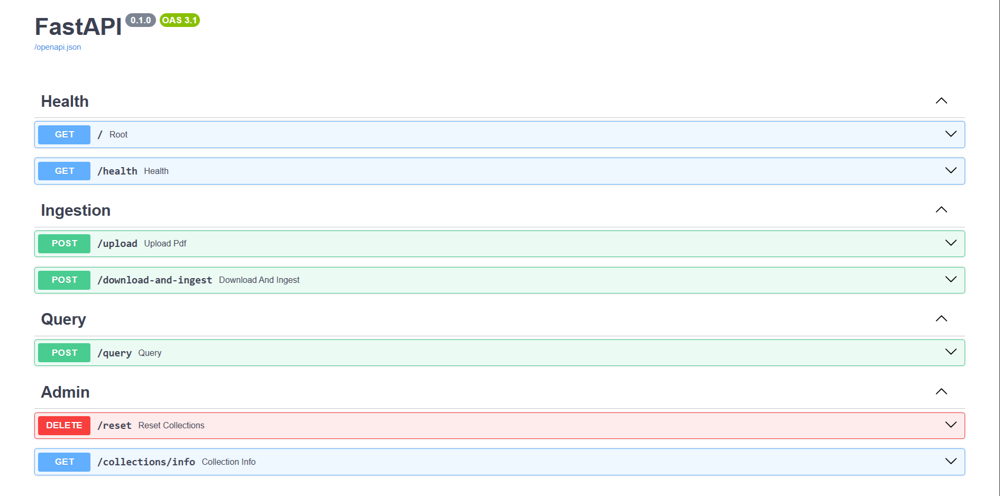 FastAPI 0.1.0 OAS 3.1
/openapi.json
Health
GET / Root
GET /health Health
Ingestion
POST /upload Upload Pdf
POST /download-and-ingest Download And Ingest
Query
POST /query Query
Admin
DELETE /reset Reset Collections
GET /collections/info Collection Info